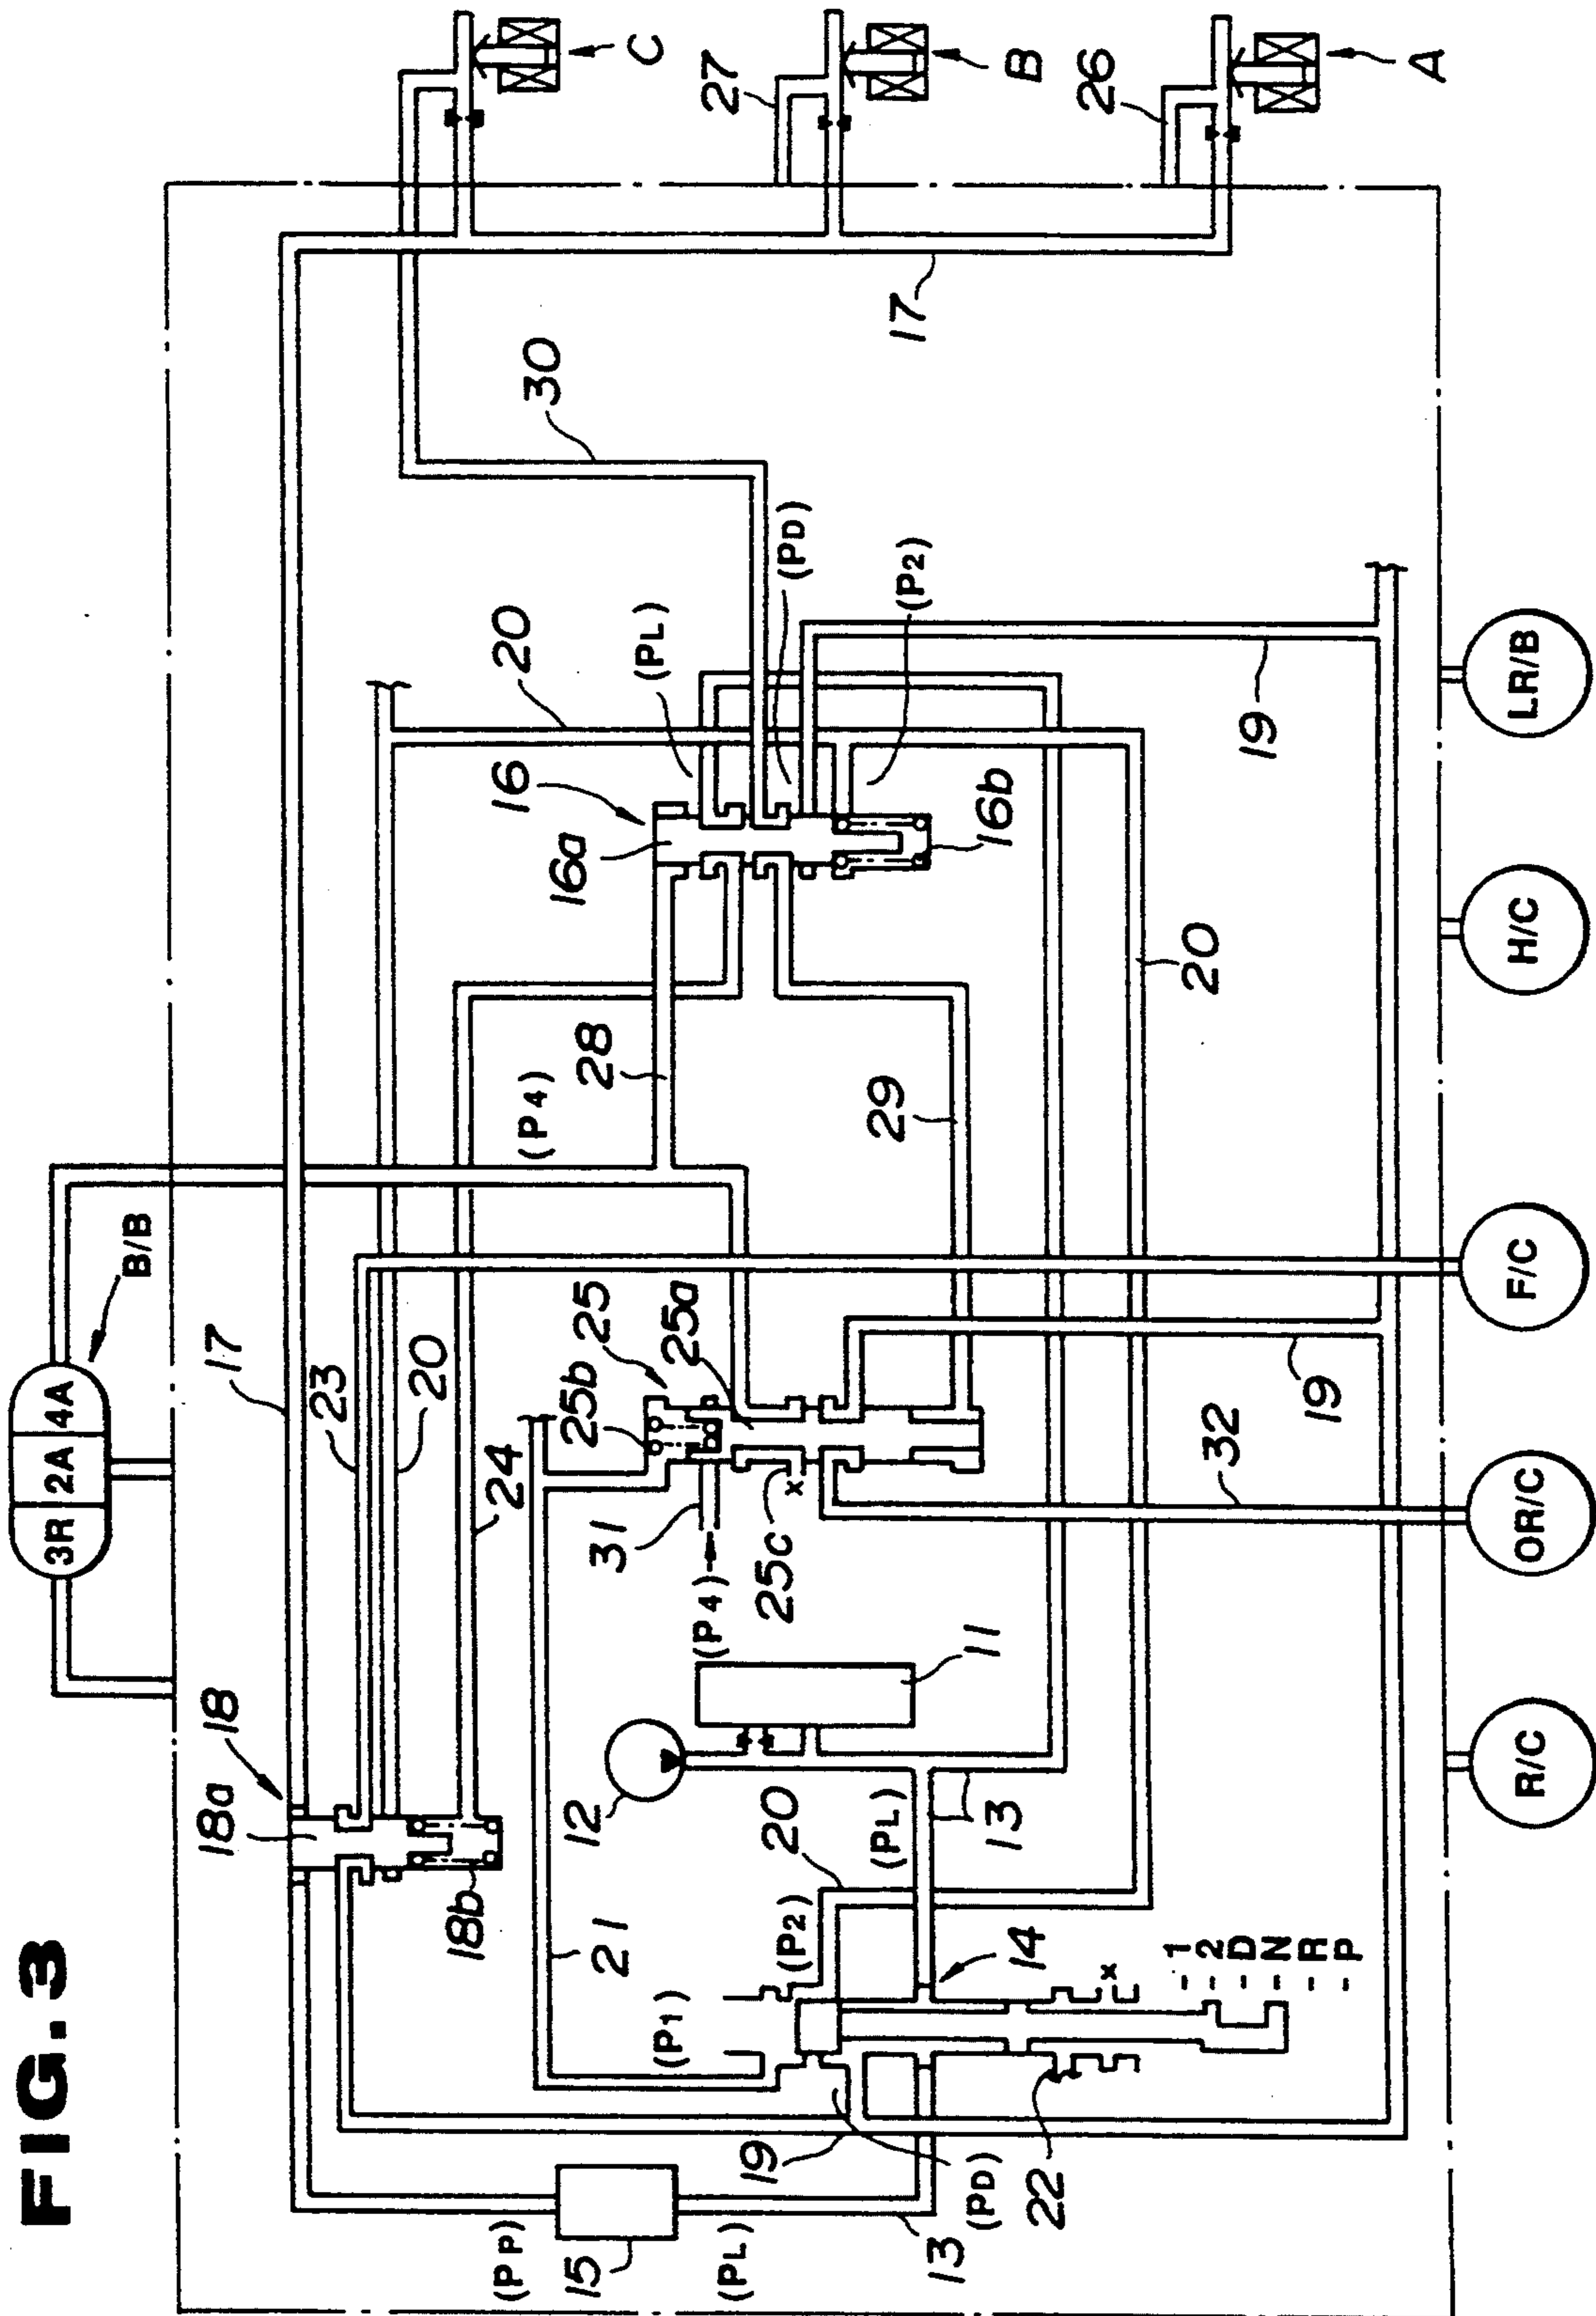 FIG. 3
3R 2A 4A
B/B
C
27
B
26
A
17
30
(PD)
(P2)
20
(PL)
16
16a
16b
19
28
(P4)
29
20
17
23
20
24
25
25b
25a
31
(P4)
25c
x
19
32
18
18a
18b
12
11
21
20
(P2)
(PL)
13
14
(P1)
x
1
2
D
N
R
P
22
19
(PD)
(PP)
15
(PL)
13
R/C
OR/C
F/C
H/C
LR/B